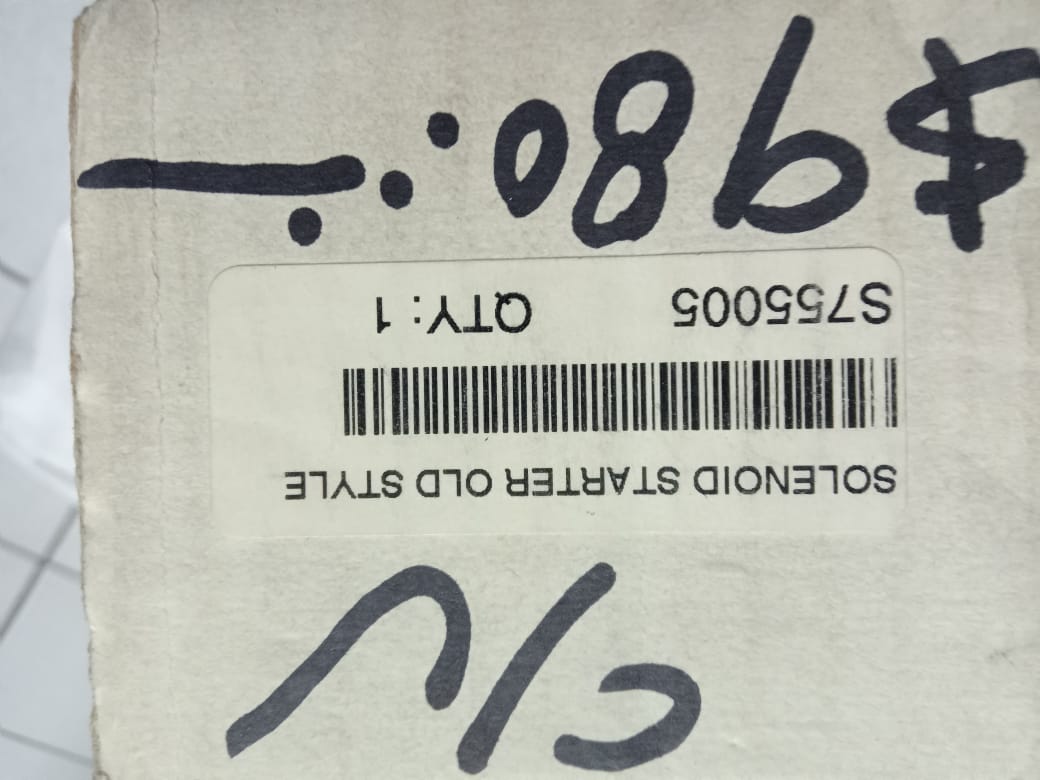 C/V
SOLENOID STARTER OLD STYLE
S755005 QTY: 1
$980